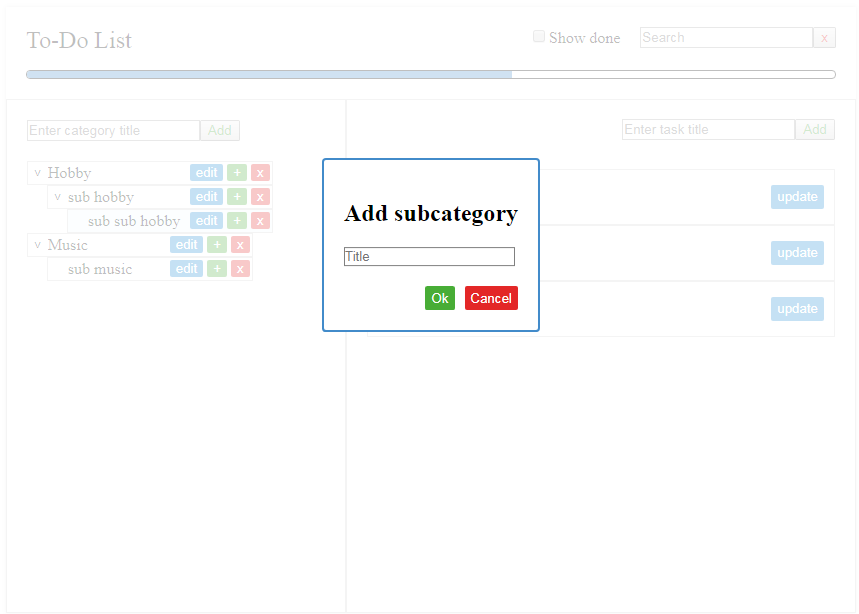 To-Do List
Show done
Search x
Enter category title Add
Enter task title Add
v Hobby edit + x
v sub hobby edit + x
sub sub hobby edit + x
v Music edit + x
sub music edit + x
Add subcategory
Title
Ok Cancel
update
update
update